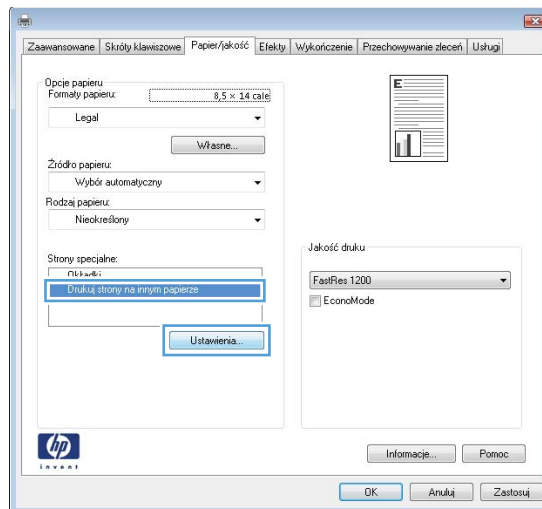 Zaawansowane Skróty klawiszowe Papier/jakość Efekty Wykończenie Przechowywanie zleceń Usługi
Opcje papieru
Formaty papieru: 8,5 × 14 cale
Legal
Własne...
Źródło papieru:
Wybór automatyczny
Rodzaj papieru:
Nieokreślony
Strony specjalne:
Okładki
Drukuj strony na innym papierze
Ustawienia...
E
Jakość druku
FastRes 1200
EconoMode
hp
invent
Informacje... Pomoc
OK Anuluj Zastosuj